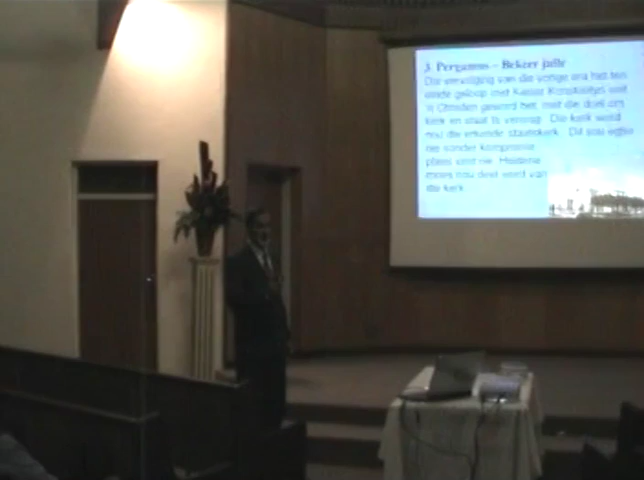 3 Pergamus – Bekeer julle
Die vervolging van die vorige era het ten
einde geloop met Keiser Konstantyn wat
'n Christen geword het, met die doel om
kerk en staat te verenig. Die kerk word
nou die erkende staatskerk. Dit sou egter
nie sonder kompromie
plaas vind nie. Heidene
moes nou deel word van
die kerk